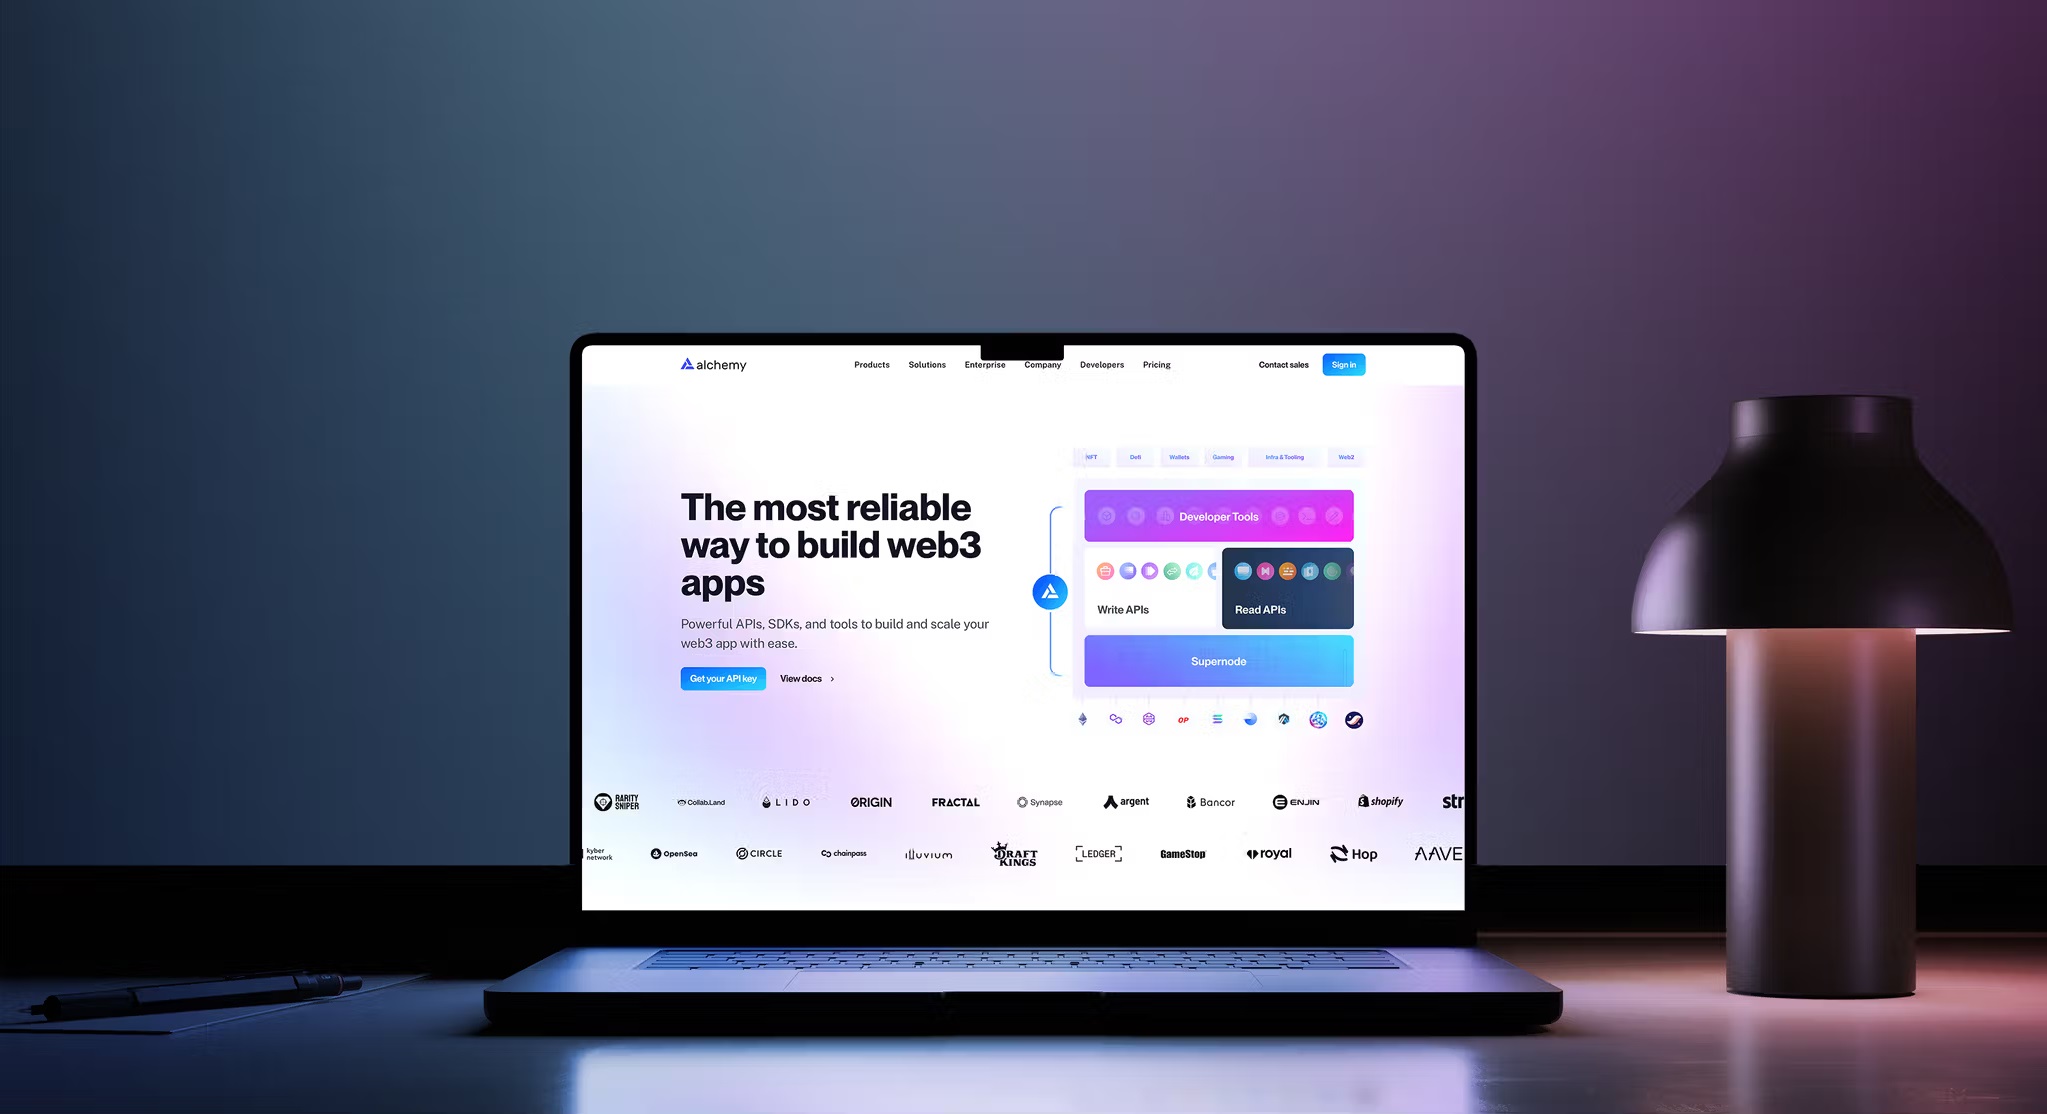 alchemy
Products Solutions Enterprise Company Developers Pricing
Contact sales
Sign in
The most reliable
way to build web3
apps
Powerful APIs, SDKs, and tools to build and scale your
web3 app with ease.
Get your API key
View docs
NFT Defi Wallets Gaming Infra & Tooling Web2
Developer Tools
Write APIs
Read APIs
Supernode
OP
RARITY
SNIPER
Collab.Land
LIDO
ØRIGIN
FRACTAL
Synapse
argent
Bancor
ENJIN
shopify
str
kyber
network
OpenSea
CIRCLE
chainpass
illuvium
DRAFT
KINGS
LEDGER
GameStop
royal
Hop
AAVE